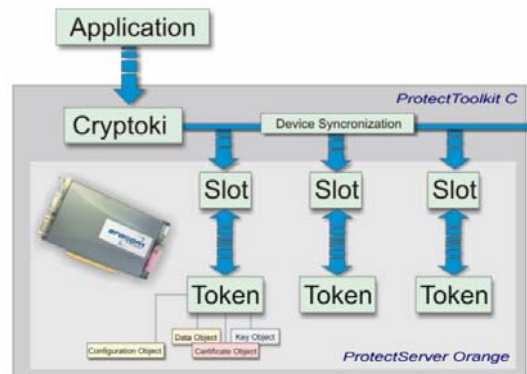 Application
ProtectToolkit C
Cryptoki
Device Syncronization
Slot
Slot
Slot
eracom
Token
Token
Token
Data Object
Key Object
Configuration Object
Certificate Object
ProtectServer Orange